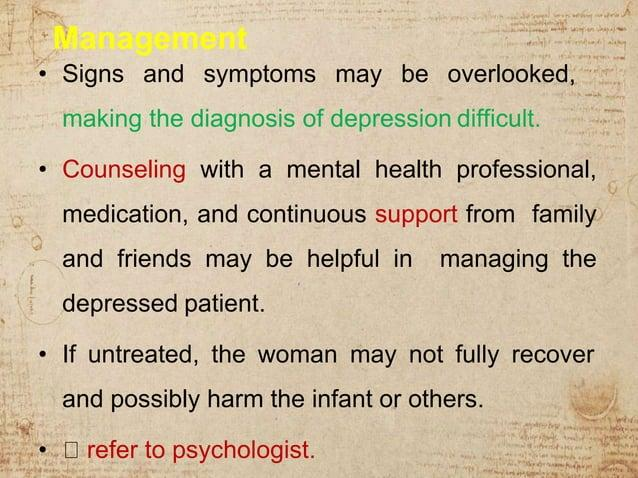 Management
• Signs and symptoms may be overlooked,
making the diagnosis of depression difficult.
• Counseling with a mental health professional,
medication, and continuous support from family
and friends may be helpful in managing the
depressed patient.
• If untreated, the woman may not fully recover
and possibly harm the infant or others.
• refer to psychologist.